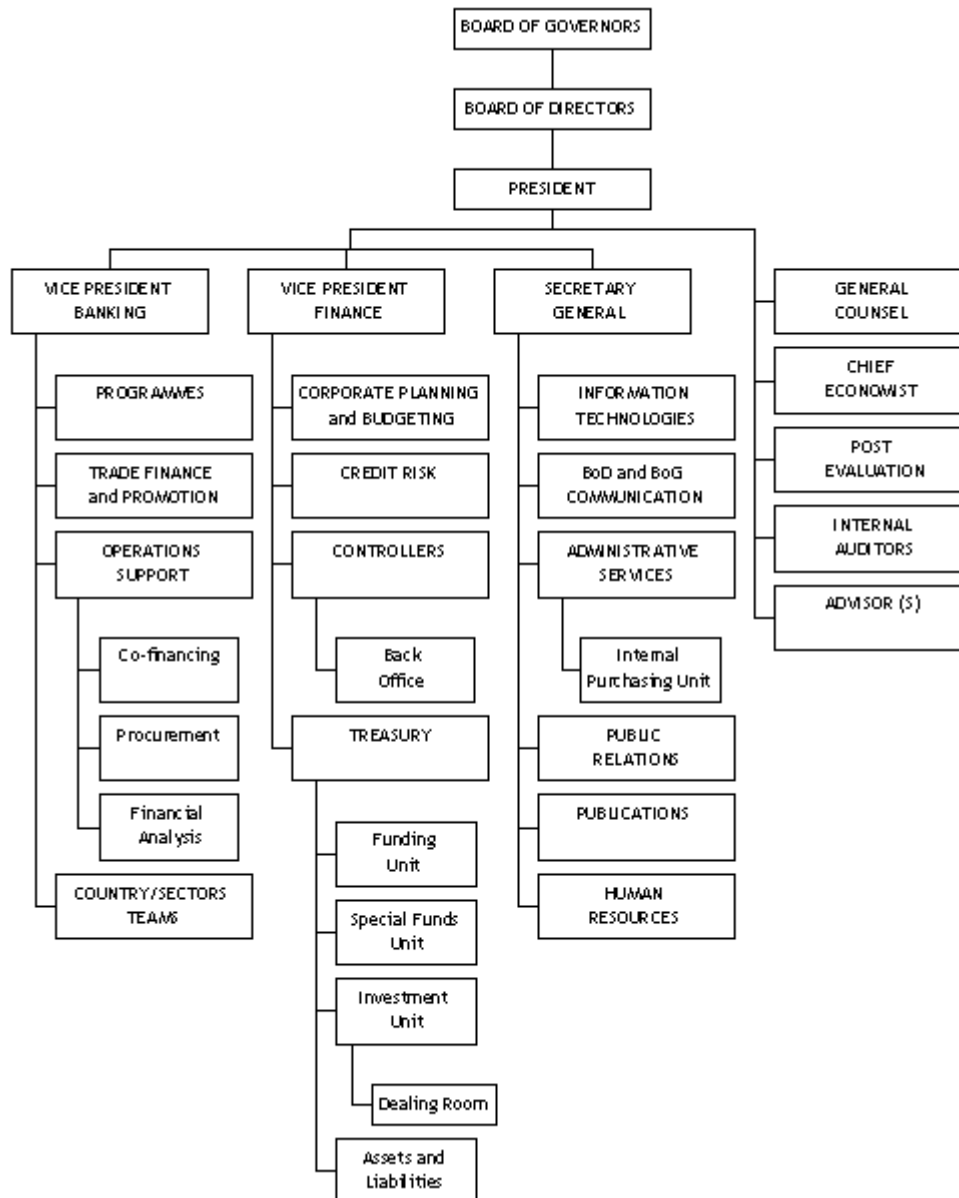 BOARD OF GOVERNORS
BOARD OF DIRECTORS
PRESIDENT
VICE PRESIDENT
BANKING
PROGRAMMES
TRADE FINANCE
and PROMOTION
OPERATIONS
SUPPORT
Co-financing
Procurement
Financial
Analysis
COUNTRY/SECTORS
TEAMS
VICE PRESIDENT
FINANCE
CORPORATE PLANNING
and BUDGETING
CREDIT RISK
CONTROLLERS
Back
Office
TREASURY
Funding
Unit
Special Funds
Unit
Investment
Unit
Dealing Room
Assets and
Liabilities
SECRETARY
GENERAL
INFORMATION
TECHNOLOGIES
BoD and BoG
COMMUNICATION
ADMINISTRATIVE
SERVICES
Internal
Purchasing Unit
PUBLIC
RELATIONS
PUBLICATIONS
HUMAN
RESOURCES
GENERAL
COUNSEL
CHIEF
ECONOMIST
POST
EVALUATION
INTERNAL
AUDITORS
ADVISOR (S)